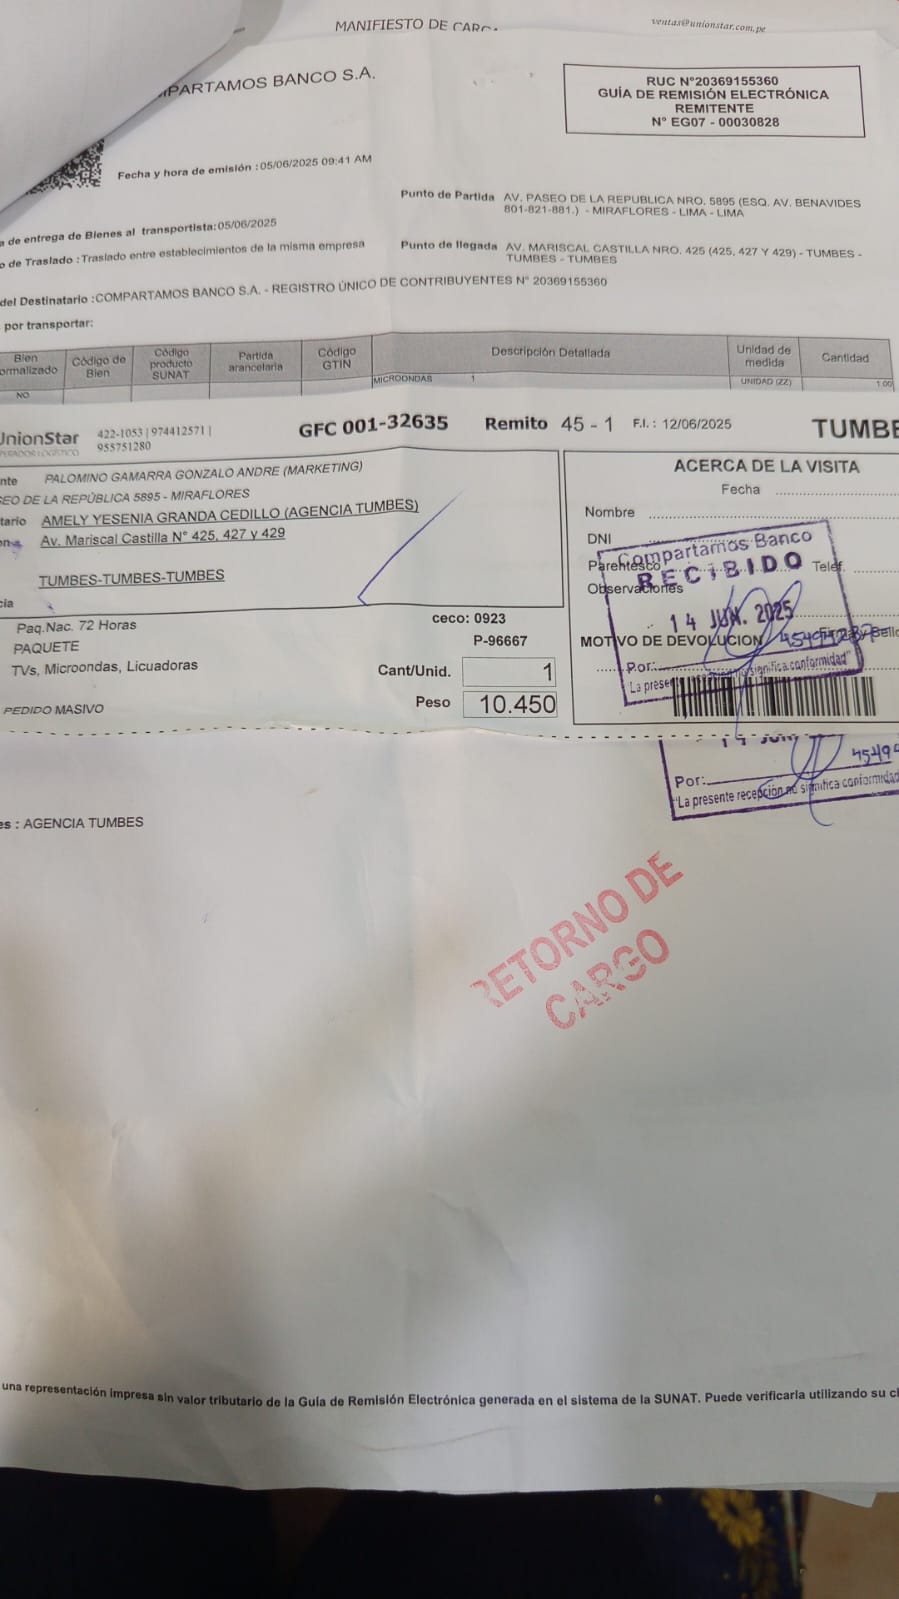 MANIFIESTO DE CARG
ventas@unionstar.com.pe
MPARTAMOS BANCO S.A.
RUC N°20369155360
GUÍA DE REMISIÓN ELECTRÓNICA
REMITENTE
N° EG07 - 00030828
Fecha y hora de emisión :05/06/2025 09:41 AM
Punto de Partida AV. PASEO DE LA REPUBLICA NRO. 5895 (ESQ. AV. BENAVIDES
801-821-881.) - MIRAFLORES - LIMA - LIMA
a de entrega de Bienes al transportista:05/06/2025
o de Traslado :Traslado entre establecimientos de la misma empresa
Punto de llegada AV. MARISCAL CASTILLA NRO. 425 (425, 427 Y 429) - TUMBES -
TUMBES - TUMBES
del Destinatario :COMPARTAMOS BANCO S.A. - REGISTRO ÚNICO DE CONTRIBUYENTES N° 20369155360
por transportar:
Bien
ormalizado
Código de
Bien
Código
producto
SUNAT
Partida
arancelaria
Código
GTIN
Descripción Detallada
Unidad de
medida
Cantidad
NO
MICROONDAS 1
UNIDAD (ZZ)
1.00
UnionStar
422-1053 | 974412571 |
955751280
GFC 001-32635
Remito 45 - 1
F.I.: 12/06/2025
TUMBE
nte PALOMINO GAMARRA GONZALO ANDRE (MARKETING)
SEO DE LA REPÚBLICA 5895 - MIRAFLORES
tario AMELY YESENIA GRANDA CEDILLO (AGENCIA TUMBES)
Av. Mariscal Castilla N° 425, 427 y 429
TUMBES-TUMBES-TUMBES
cia
ACERCA DE LA VISITA
Fecha
Nombre
DNI
Parentesco
Teléf.
Observaciones
Compartamos Banco
RECIBIDO
14 JUN. 2025
MOTIVO DE DEVOLUCION
Por:
"La prese
no significa conformidad"
Paq.Nac. 72 Horas
PAQUETE
TVs, Microondas, Licuadoras
ceco: 0923
P-96667
Cant/Unid. 1
Peso 10.450
PEDIDO MASIVO
4549
Por:
"La presente recepción no significa conformidad
es : AGENCIA TUMBES
RETORNO DE
CARGO
una representación impresa sin valor tributario de la Guía de Remisión Electrónica generada en el sistema de la SUNAT. Puede verificarla utilizando su cl